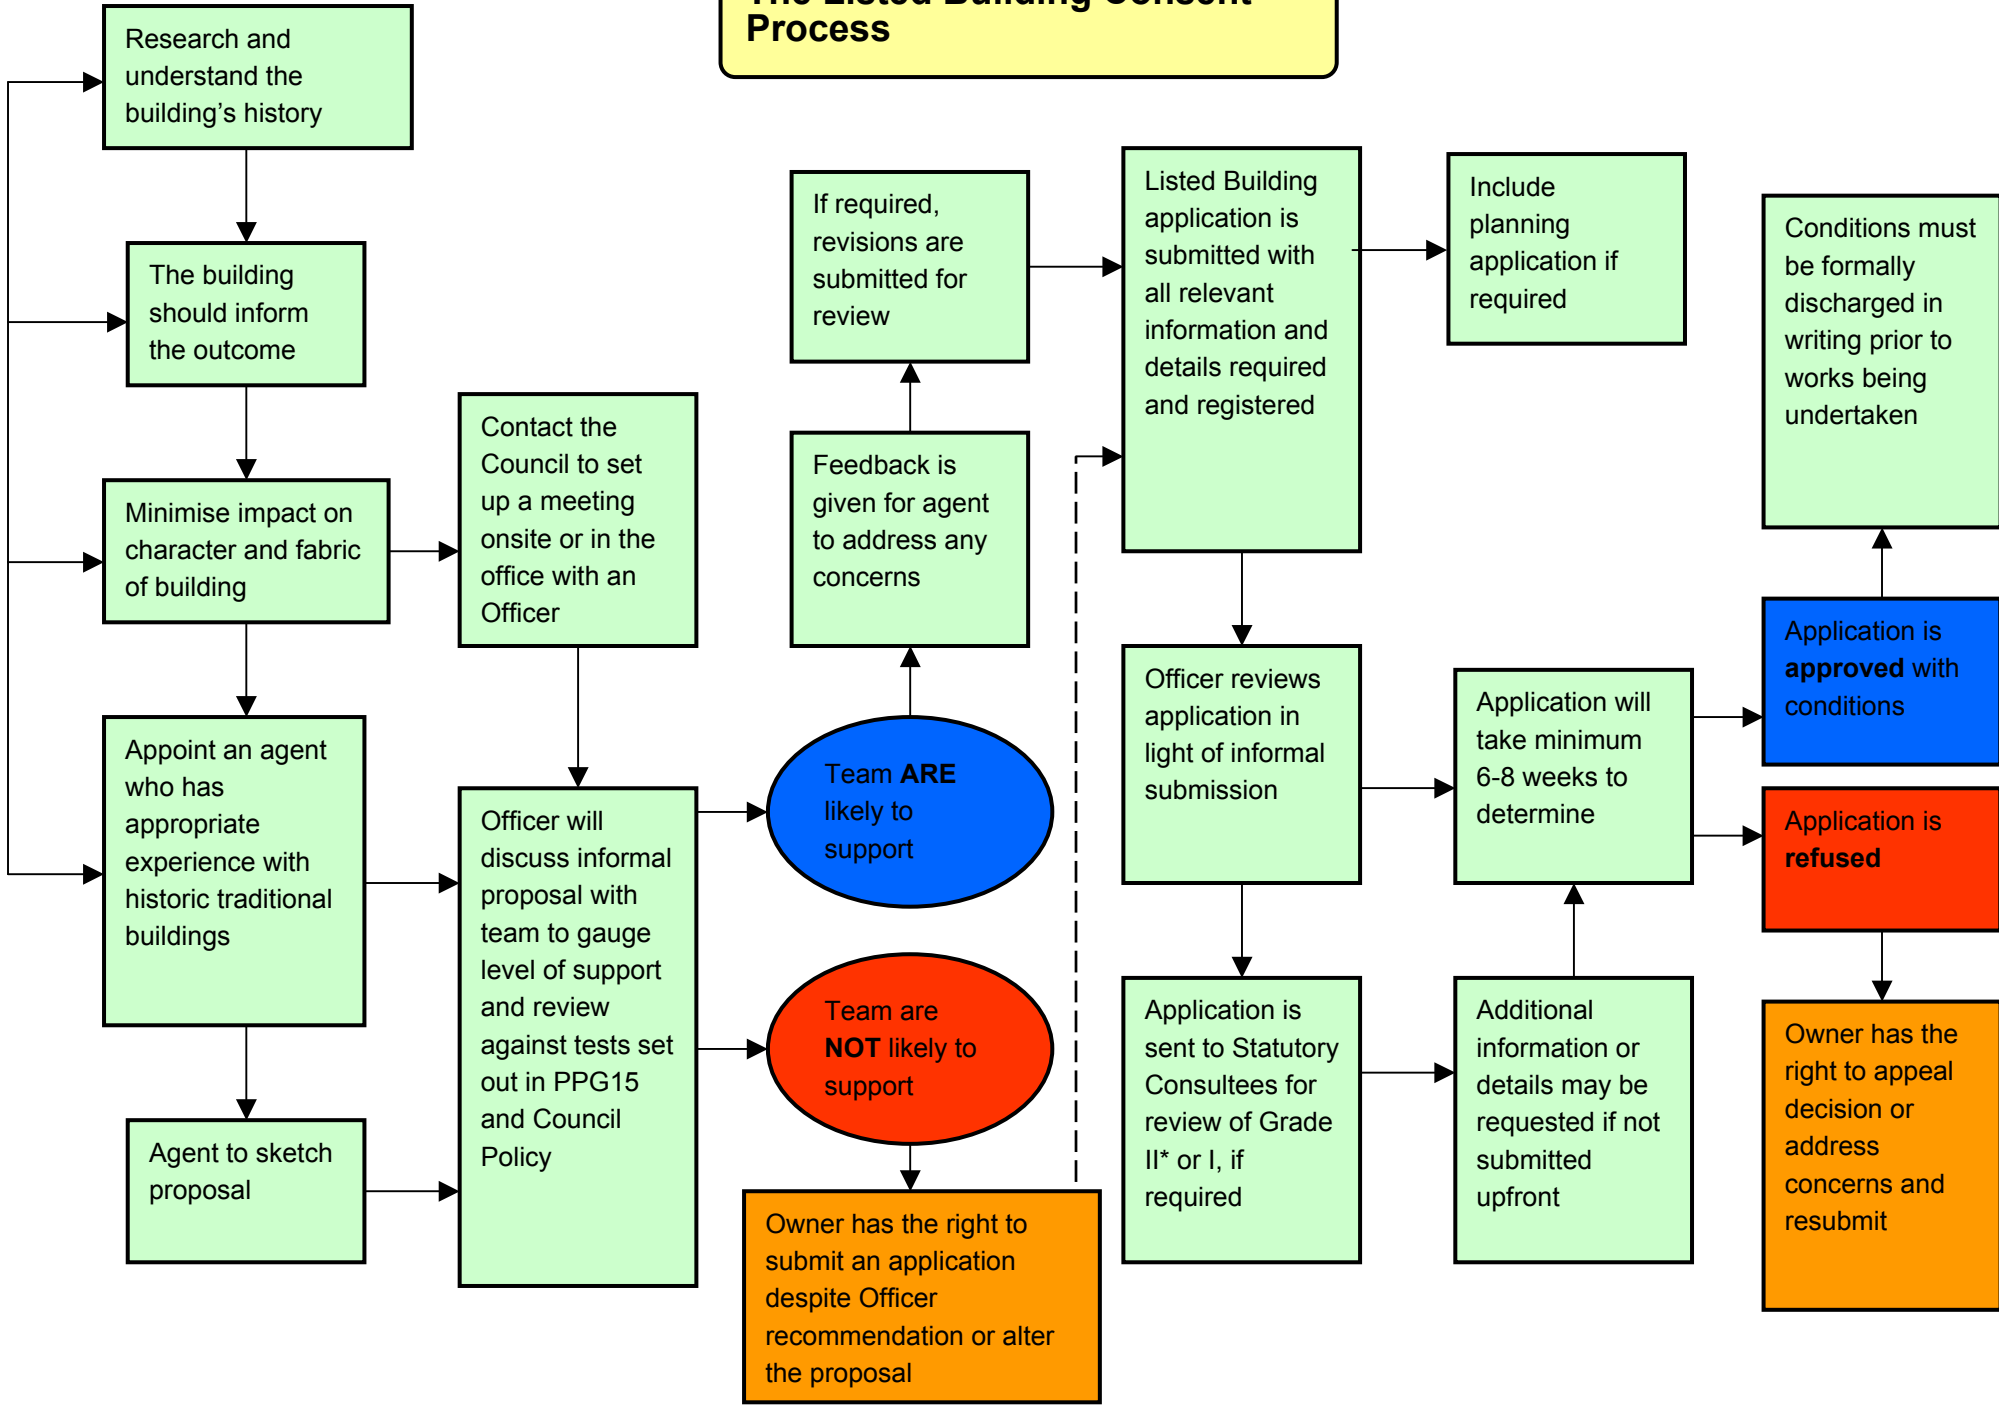 The Listed Building Consent
Process
Research and
understand the
building’s history
The building
should inform
the outcome
Minimise impact on
character and fabric
of building
Appoint an agent
who has
appropriate
experience with
historic traditional
buildings
Agent to sketch
proposal
Contact the
Council to set
up a meeting
onsite or in the
office with an
Officer
Officer will
discuss informal
proposal with
team to gauge
level of support
and review
against tests set
out in PPG15
and Council
Policy
If required,
revisions are
submitted for
review
Feedback is
given for agent
to address any
concerns
Team ARE
likely to
support
Team are
NOT likely to
support
Owner has the right to
submit an application
despite Officer
recommendation or alter
the proposal
Listed Building
application is
submitted with
all relevant
information and
details required
and registered
Officer reviews
application in
light of informal
submission
Application is
sent to Statutory
Consultees for
review of Grade
II* or I, if
required
Include
planning
application if
required
Application will
take minimum
6-8 weeks to
determine
Additional
information or
details may be
requested if not
submitted
upfront
Conditions must
be formally
discharged in
writing prior to
works being
undertaken
Application is
approved with
conditions
Application is
refused
Owner has the
right to appeal
decision or
address
concerns and
resubmit